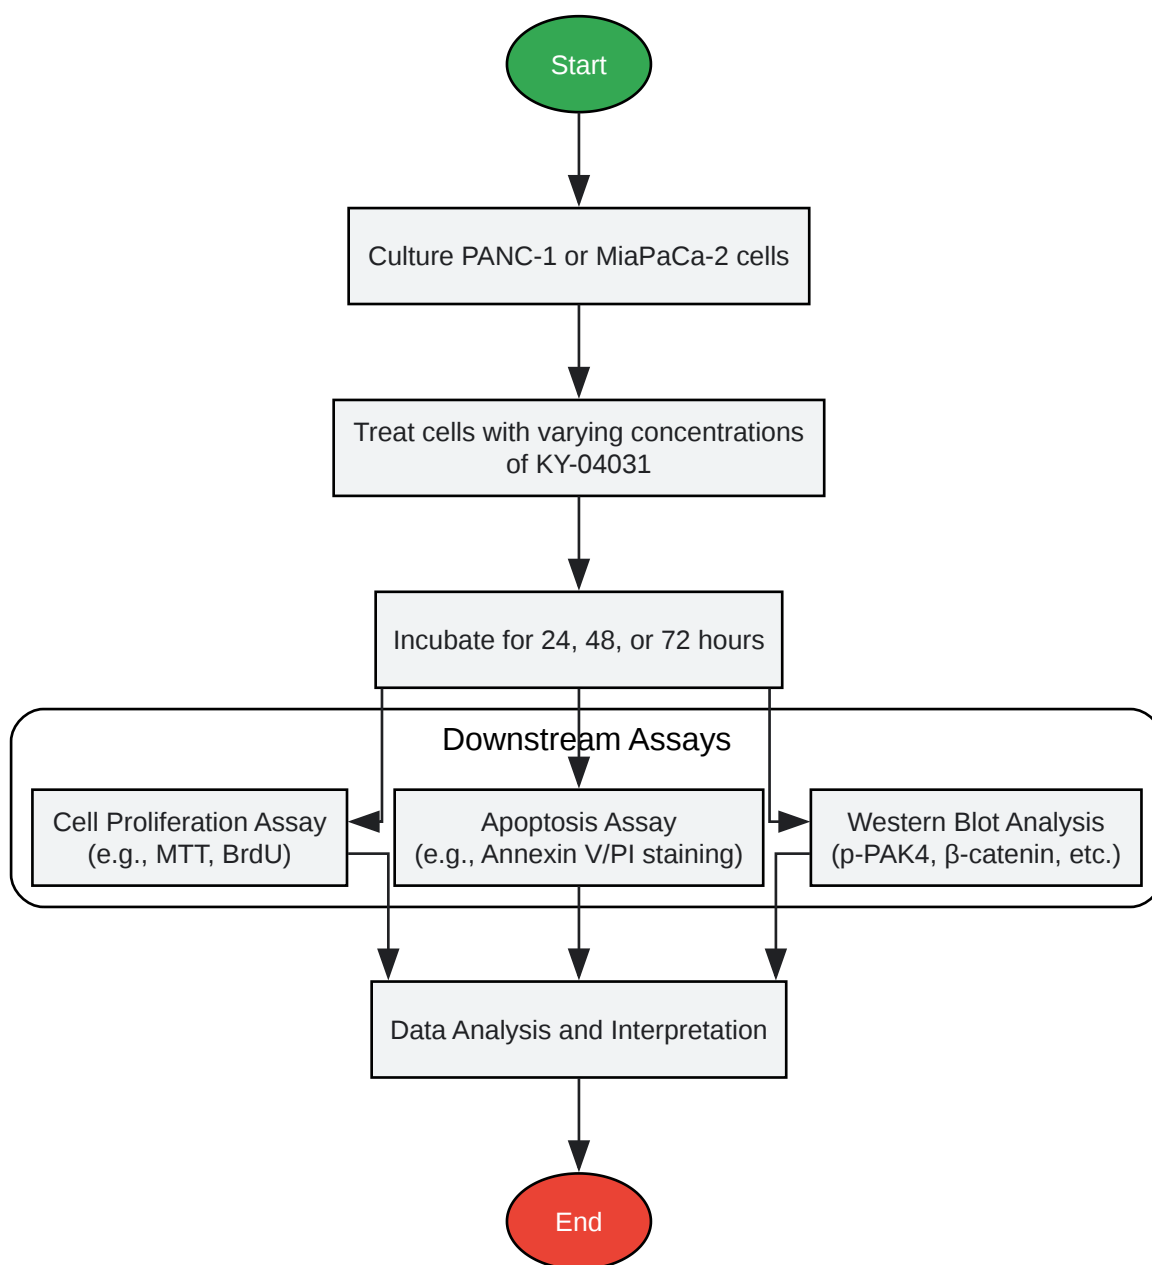 Start
Culture PANC-1 or MiaPaCa-2 cells
Treat cells with varying concentrations
of KY-04031
Incubate for 24, 48, or 72 hours
Downstream Assays
Cell Proliferation Assay
(e.g., MTT, BrdU)
Apoptosis Assay
(e.g., Annexin V/PI staining)
Western Blot Analysis
(p-PAK4, β-catenin, etc.)
Data Analysis and Interpretation
End